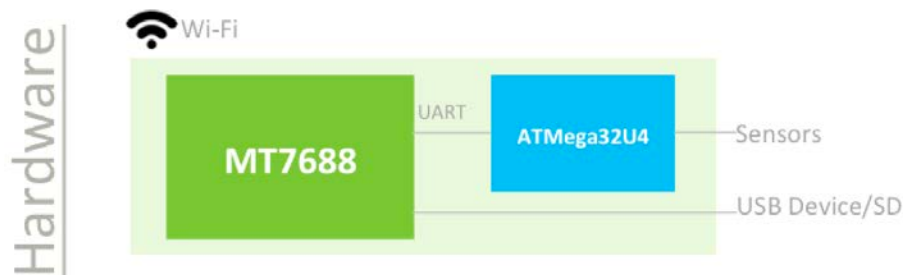 Hardware
Wi-Fi
MT7688
UART
ATMega32U4
Sensors
USB Device/SD